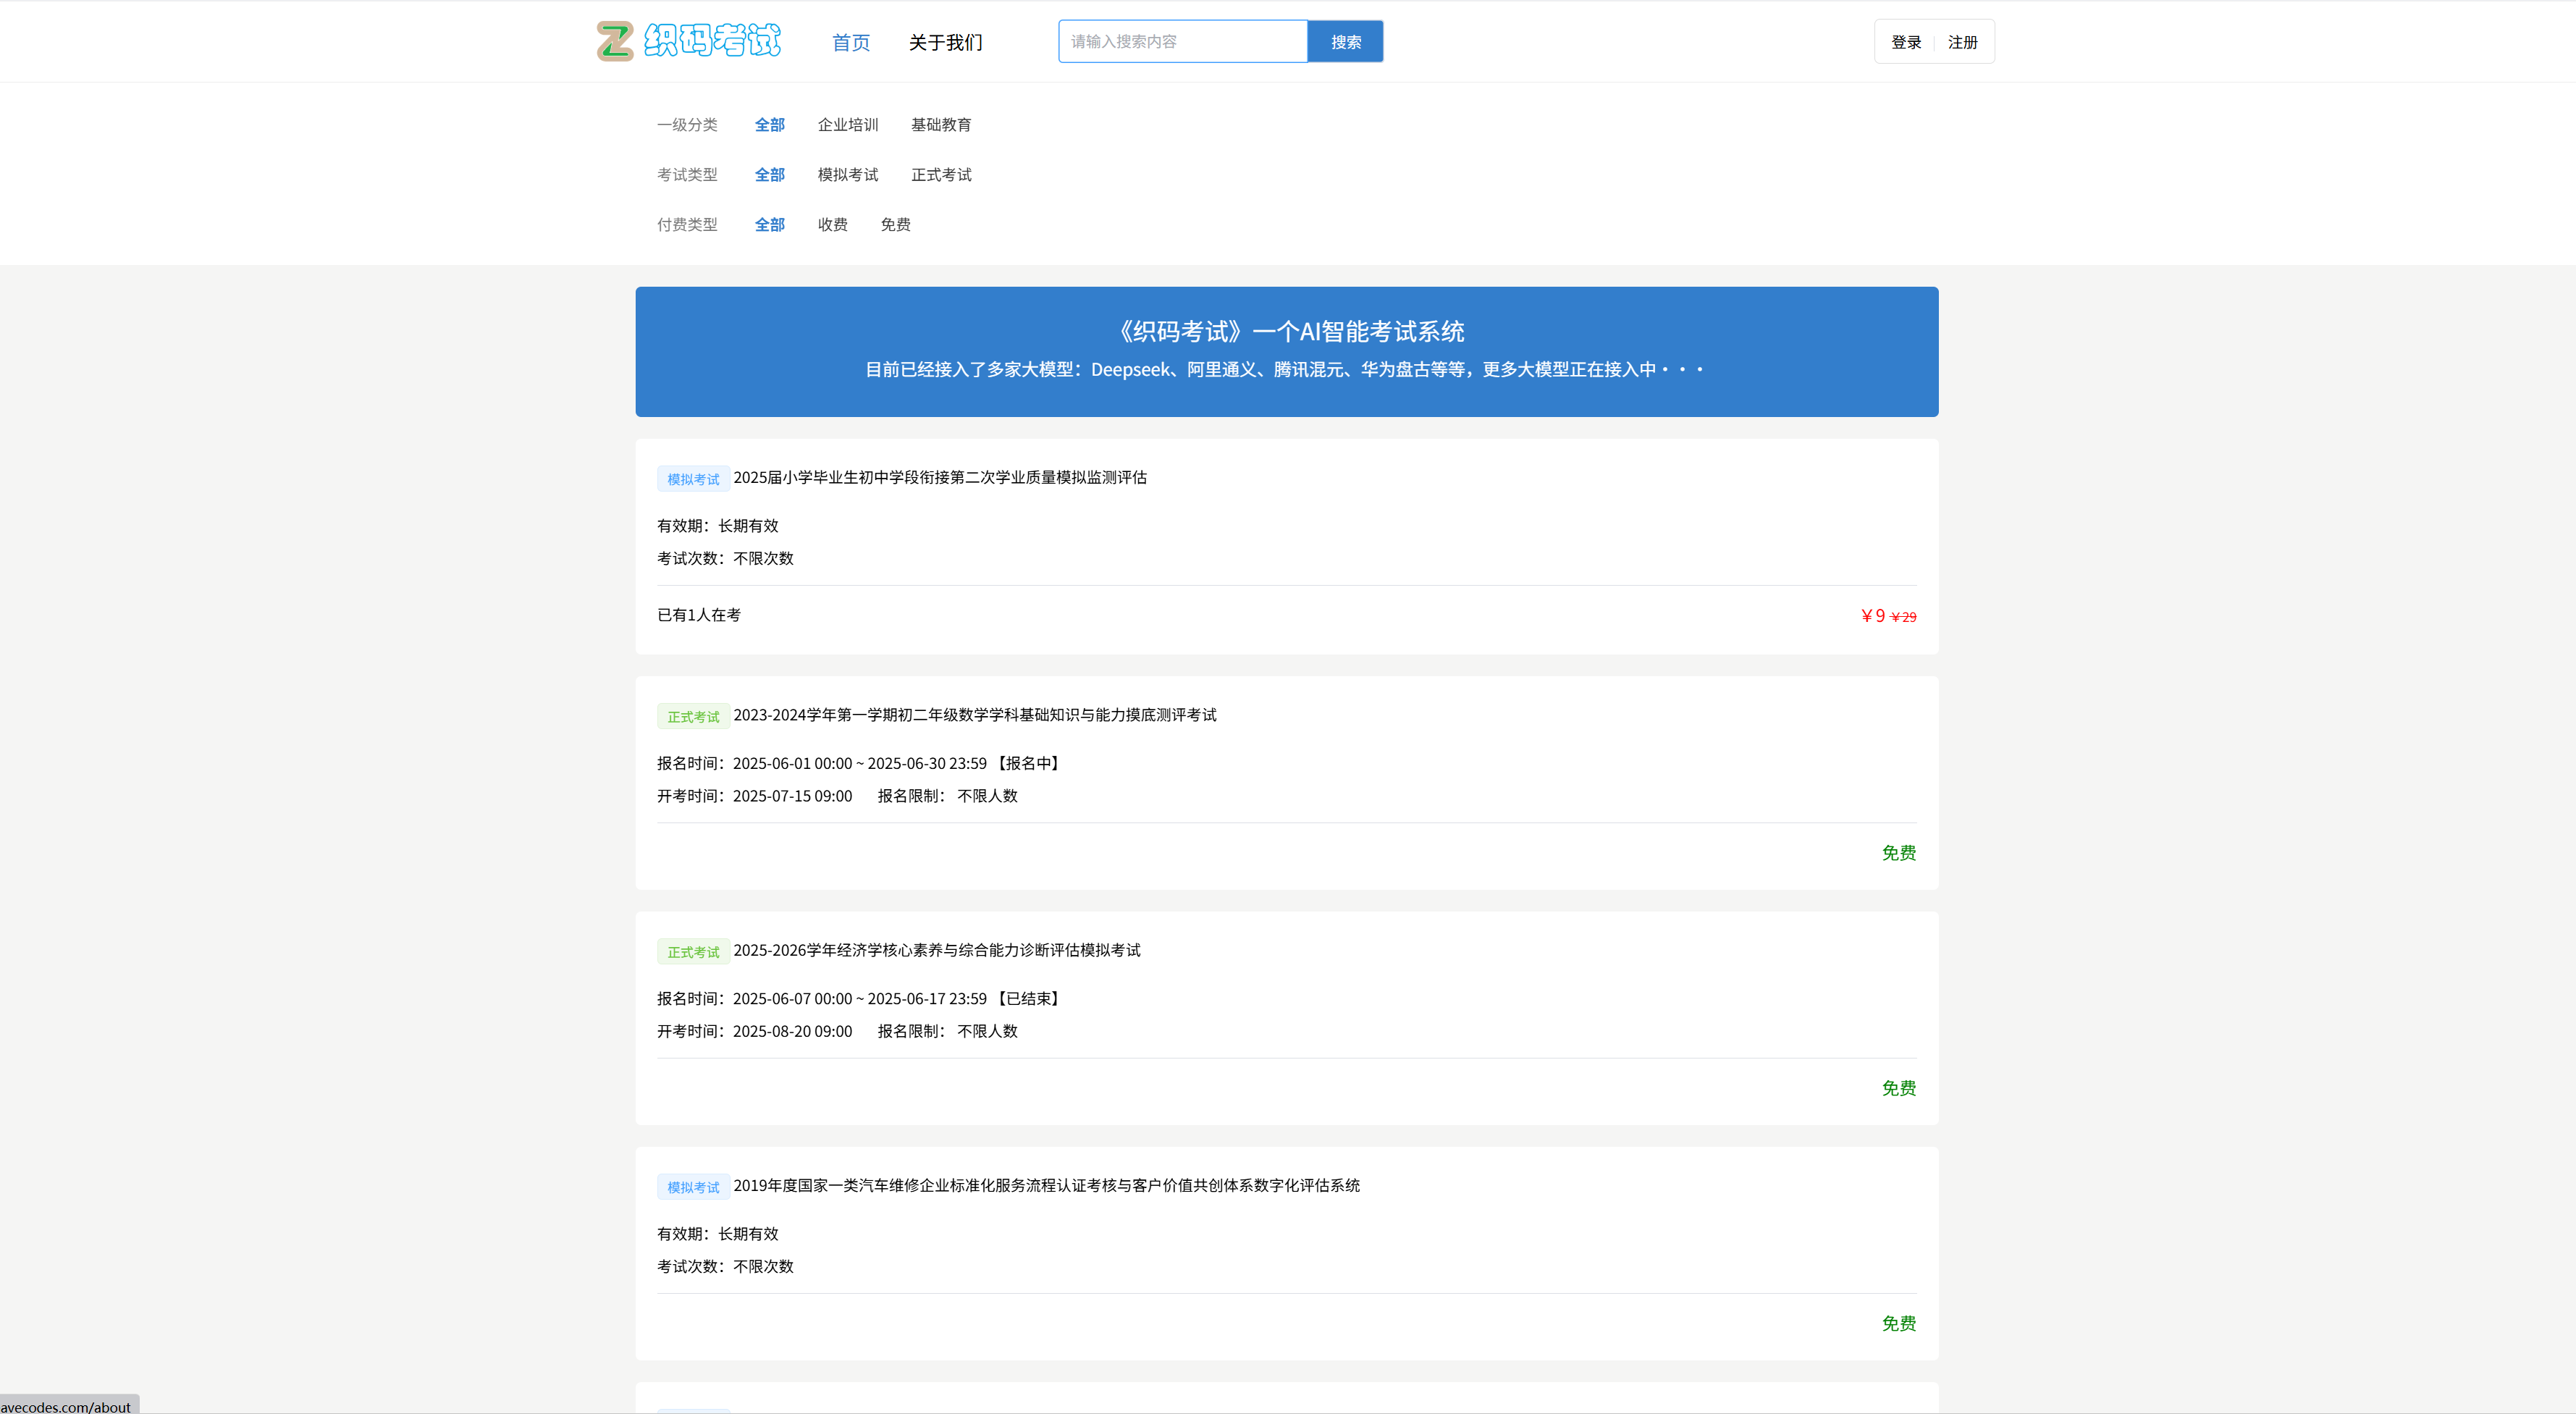 织码考试 首页 关于我们 请输入搜索内容 搜索 登录 注册
一级分类 全部 企业培训 基础教育
考试类型 全部 模拟考试 正式考试
付费类型 全部 收费 免费
《织码考试》一个AI智能考试系统
目前已经接入了多家大模型：Deepseek、阿里通义、腾讯混元、华为盘古等等，更多大模型正在接入中・・・
模拟考试 2025届小学毕业生初中学段衔接第二次学业质量模拟监测评估
有效期：长期有效
考试次数：不限次数
已有1人在考 ￥9 ￥29
正式考试 2023-2024学年第一学期初二年级数学学科基础知识与能力摸底测评考试
报名时间：2025-06-01 00:00 ~ 2025-06-30 23:59 【报名中】
开考时间：2025-07-15 09:00 报名限制： 不限人数
免费
正式考试 2025-2026学年经济学核心素养与综合能力诊断评估模拟考试
报名时间：2025-06-07 00:00 ~ 2025-06-17 23:59 【已结束】
开考时间：2025-08-20 09:00 报名限制： 不限人数
免费
模拟考试 2019年度国家一类汽车维修企业标准化服务流程认证考核与客户价值共创体系数字化评估系统
有效期：长期有效
考试次数：不限次数
免费
avecodes.com/about